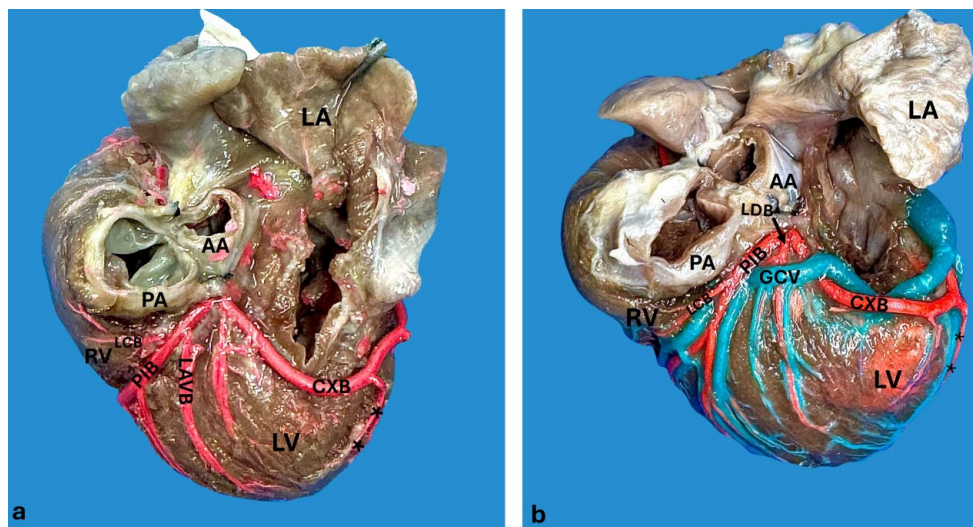 LA
AA
PA
RV
LCB
PIB
LAVB
CXB
LV
*
*
a
LA
AA
LDB
PIB
PA
GCV
LCB
CXB
RV
LV
*
*
b